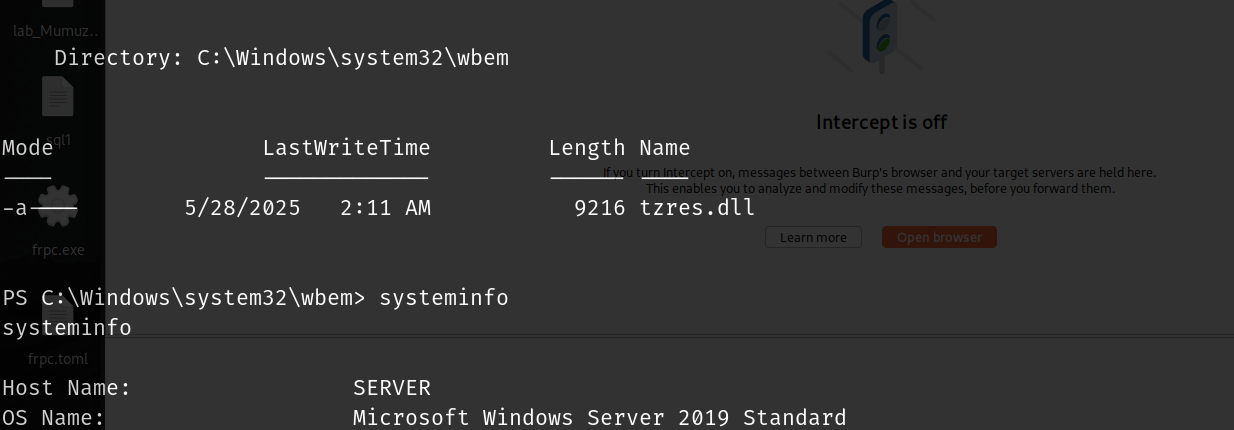 lab_Mumuz..
Directory: C:\Windows\system32\wbem
Intercept is off
sql1
Mode LastWriteTime Length Name
---- ------------- ------ ----
If you turn Intercept on, messages between Burp's browser and your target servers are held here.
This enables you to analyze and modify these messages, before you forward them.
-a---- 5/28/2025 2:11 AM 9216 tzres.dll
Learn more Open browser
frpc.exe
PS C:\Windows\system32\wbem> systeminfo
systeminfo
frpc.toml
Host Name: SERVER
OS Name: Microsoft Windows Server 2019 Standard